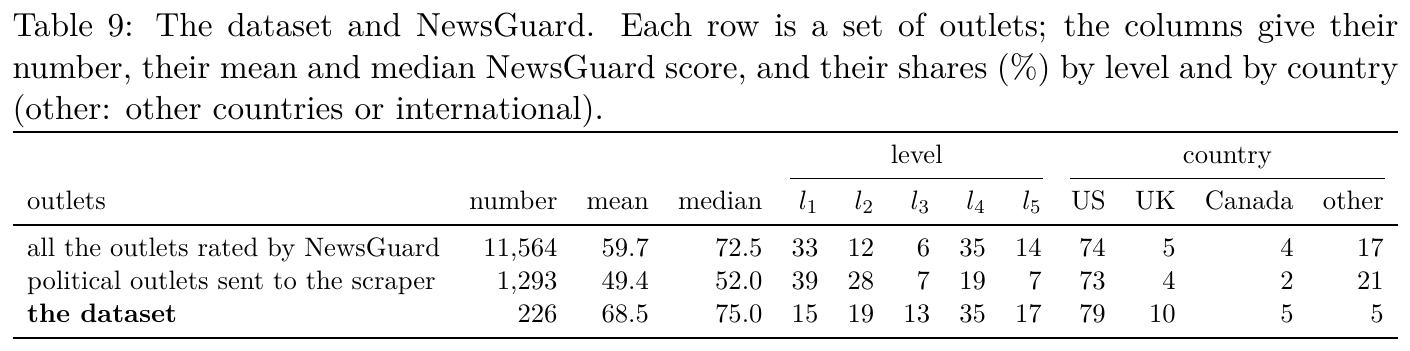 Table 9: The dataset and NewsGuard. Each row is a set of outlets; the columns give their
number, their mean and median NewsGuard score, and their shares (%) by level and by country
(other: other countries or international).
level country
outlets number mean median l₁ l₂ l₃ l₄ l₅ US UK Canada other
all the outlets rated by NewsGuard 11,564 59.7 72.5 33 12 6 35 14 74 5 4 17
political outlets sent to the scraper 1,293 49.4 52.0 39 28 7 19 7 73 4 2 21
the dataset 226 68.5 75.0 15 19 13 35 17 79 10 5 5